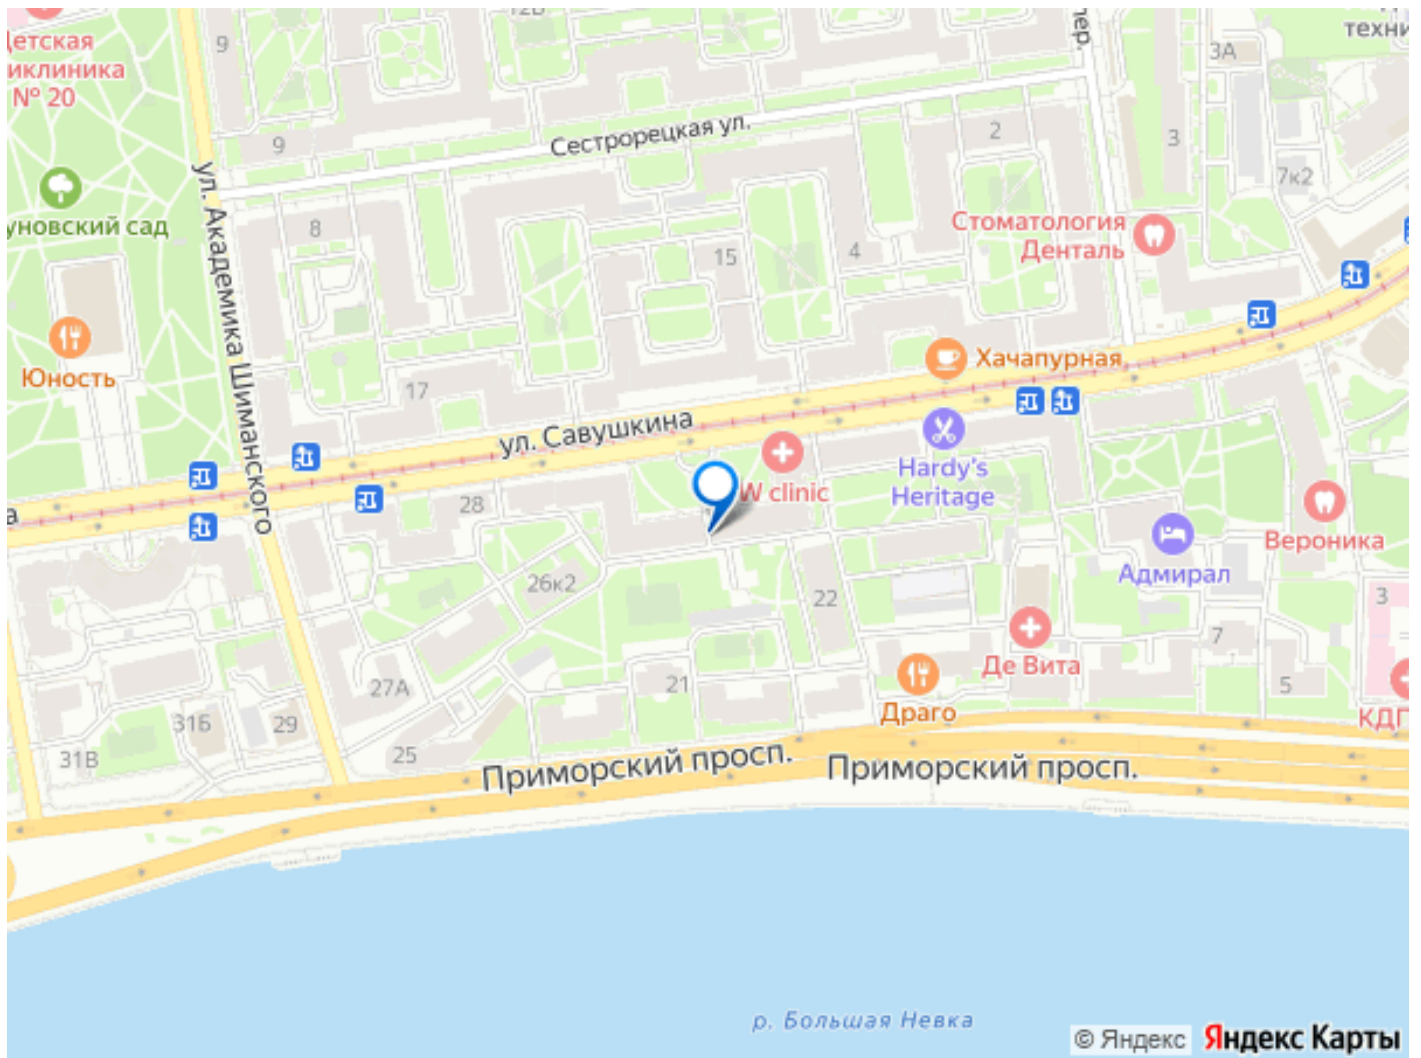 12В
пер.
техни
Детская
иклиника
№ 20
9
3А
Сестрорецкая ул.
2
3
9
7к2
уновский сад
8
ул. Академика Шиманского
Стоматология
Денталь
15
4
Юность
Хачапурная
17
ул. Савушкина
Hardy's
Heritage
W clinic
28
а
Вероника
Адмирал
26к2
22
3
Де Вита
7
27А
21
5
Драго
КДП
31Б
29
25
31В
Приморский просп.
Приморский просп.
р. Большая Невка
© Яндекс Яндекс Карты